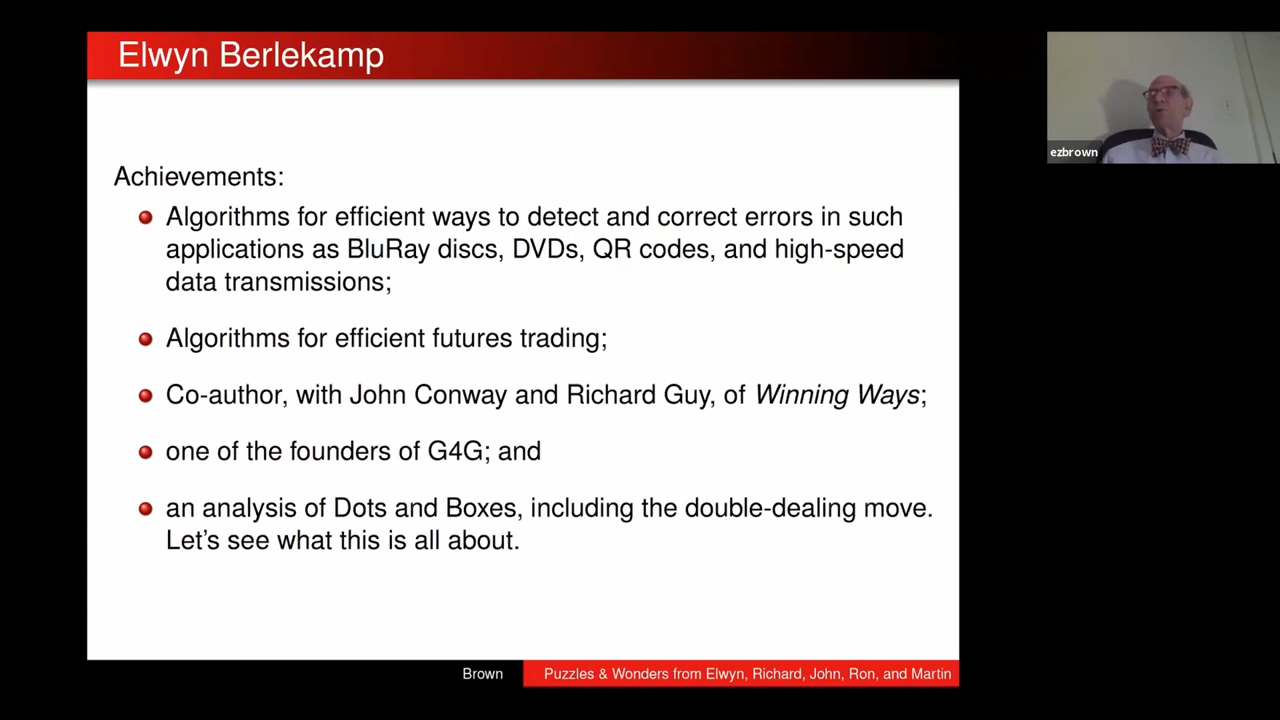 Elwyn Berlekamp
ezbrown
Achievements:
Algorithms for efficient ways to detect and correct errors in such
applications as BluRay discs, DVDs, QR codes, and high-speed
data transmissions;
Algorithms for efficient futures trading;
Co-author, with John Conway and Richard Guy, of Winning Ways;
one of the founders of G4G; and
an analysis of Dots and Boxes, including the double-dealing move.
Let's see what this is all about.
Brown
Puzzles & Wonders from Elwyn, Richard, John, Ron, and Martin